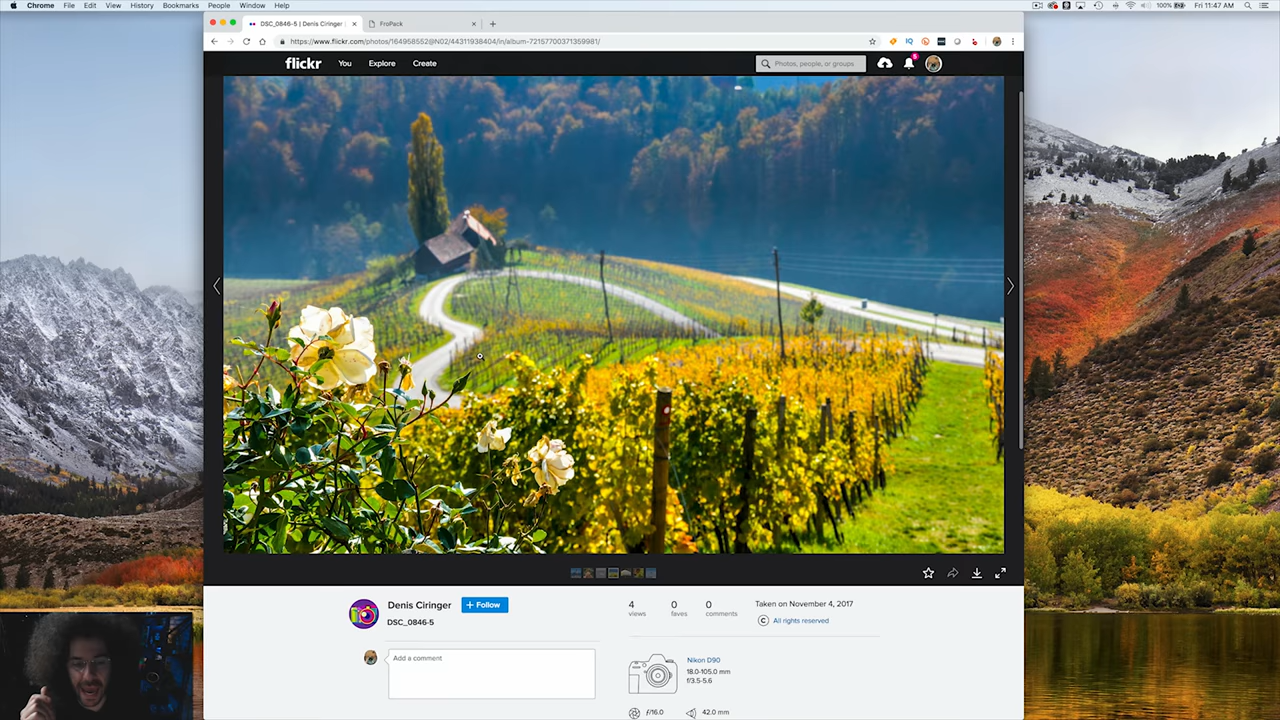 Chrome File Edit View History Bookmarks People Window Help
100% Fri 11:47 AM
DSC_0846-5 | Denis Ciringer |
FroPack
https://www.flickr.com/photos/164958552@N02/44311938404/in/album-72157700371359981/
flickr You Explore Create
Photos, people, or groups
5
Denis Ciringer
+ Follow
DSC_0846-5
Add a comment
4 0 0
views faves comments
Taken on November 4, 2017
© All rights reserved
Nikon D90
18.0-105.0 mm
f/3.5-5.6
ƒ/16.0 42.0 mm